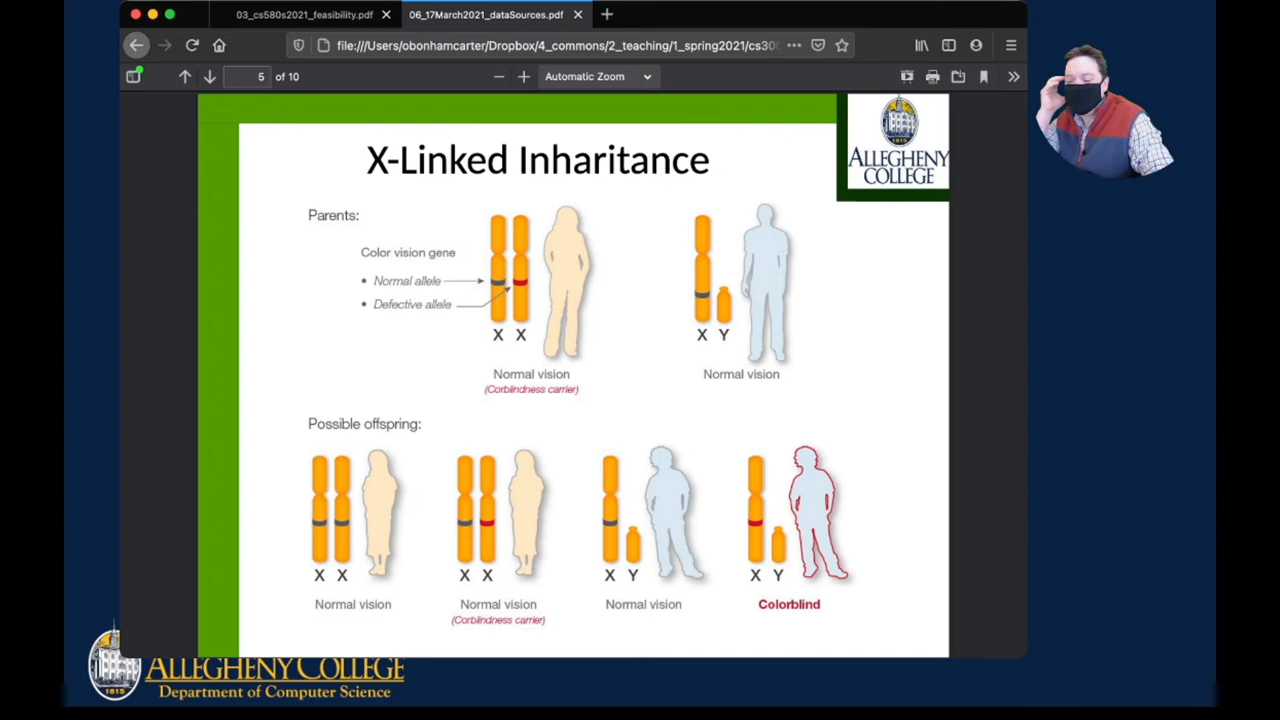 03_cs580s2021_feasibility.pdf
06_17March2021_dataSources.pdf
file:///Users/obonhamcarter/Dropbox/4_commons/2_teaching/1_spring2021/cs300
5 of 10
Automatic Zoom
X-Linked Inharitance
ALLEGHENY
COLLEGE
Parents:
Color vision gene
• Normal allele
• Defective allele
X X
X Y
Normal vision
(Corblindness carrier)
Normal vision
Possible offspring:
X X
X X
X Y
X Y
Normal vision
Normal vision
(Corblindness carrier)
Normal vision
Colorblind
1815
ALLEGHENY COLLEGE
Department of Computer Science